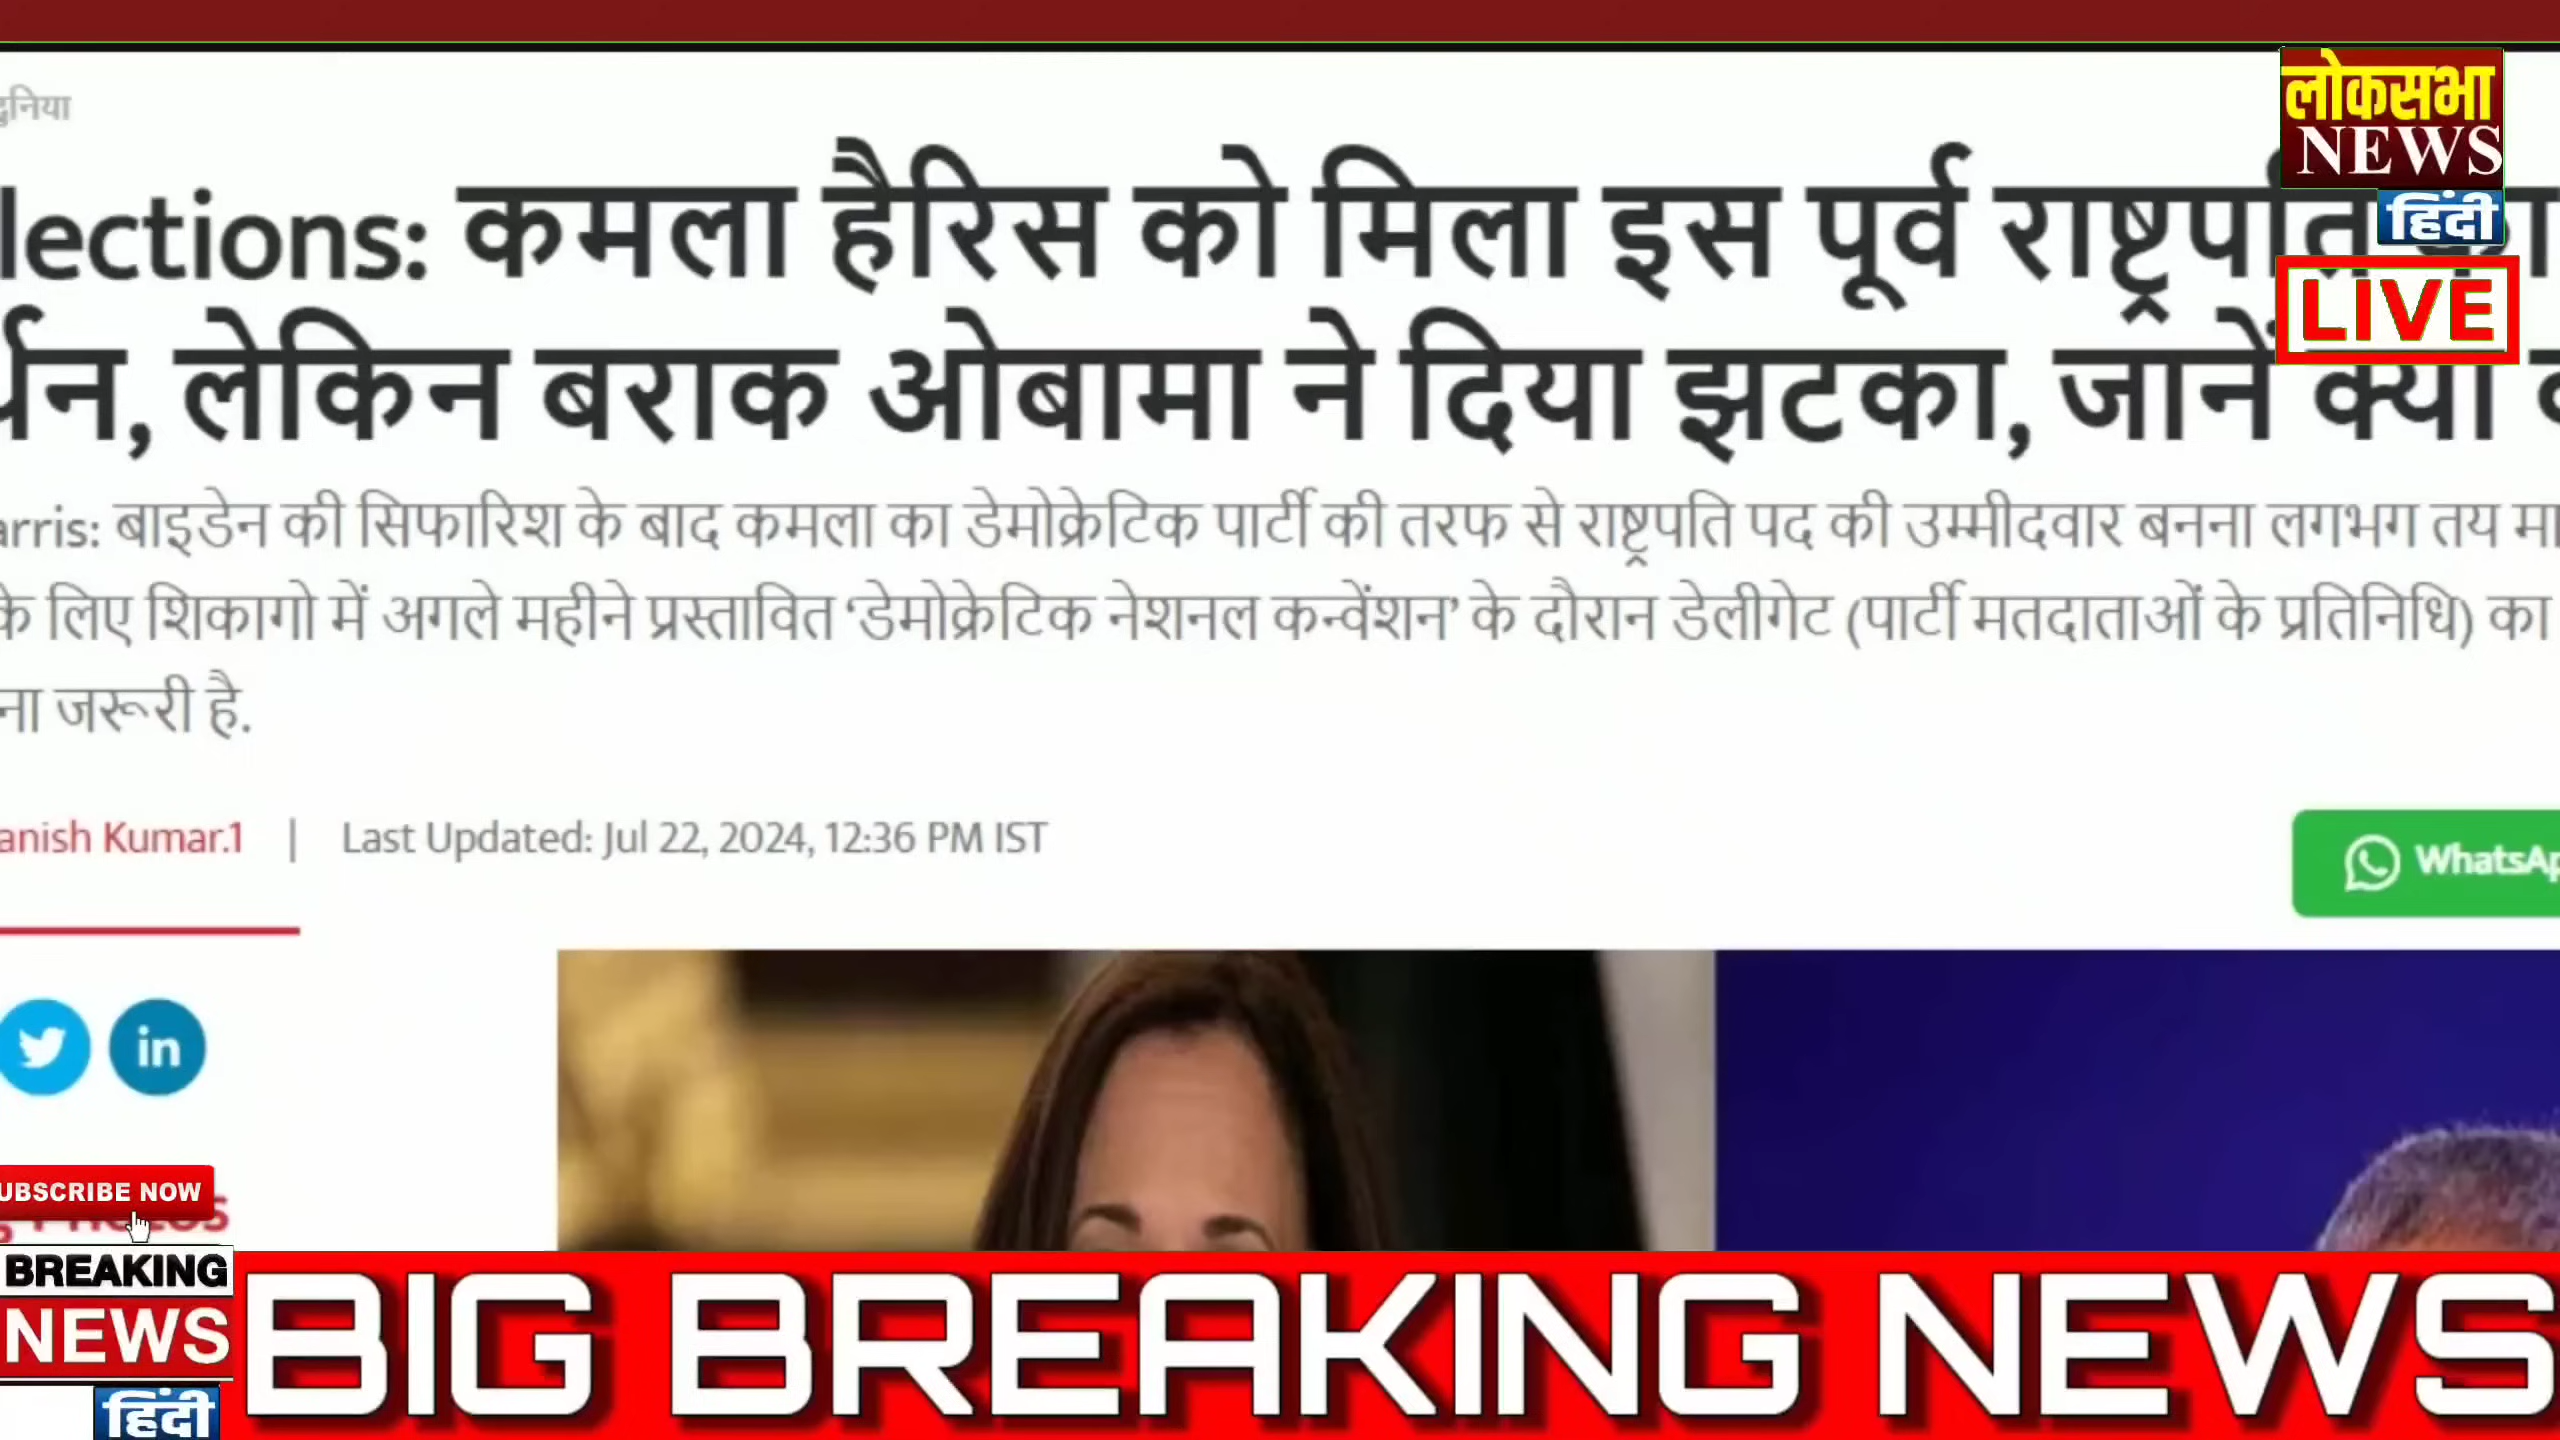 दुनिया
लोकसभा
NEWS
हिंदी
LIVE
lections: कमला हैरिस को मिला इस पूर्व राष्ट्रपति का
र्थन, लेकिन बराक ओबामा ने दिया झटका, जानें क्या
arris: बाइडेन की सिफारिश के बाद कमला का डेमोक्रेटिक पार्टी की तरफ से राष्ट्रपति पद की उम्मीदवार बनना लगभग तय मा
के लिए शिकागो में अगले महीने प्रस्तावित ‘डेमोक्रेटिक नेशनल कन्वेंशन’ के दौरान डेलीगेट (पार्टी मतदाताओं के प्रतिनिधि) का
ना जरूरी है.
anish Kumar.1 | Last Updated: Jul 22, 2024, 12:36 PM IST
WhatsAp
in
UBSCRIBE NOW
BREAKING
NEWS
हिंदी
BIG BREAKING NEWS